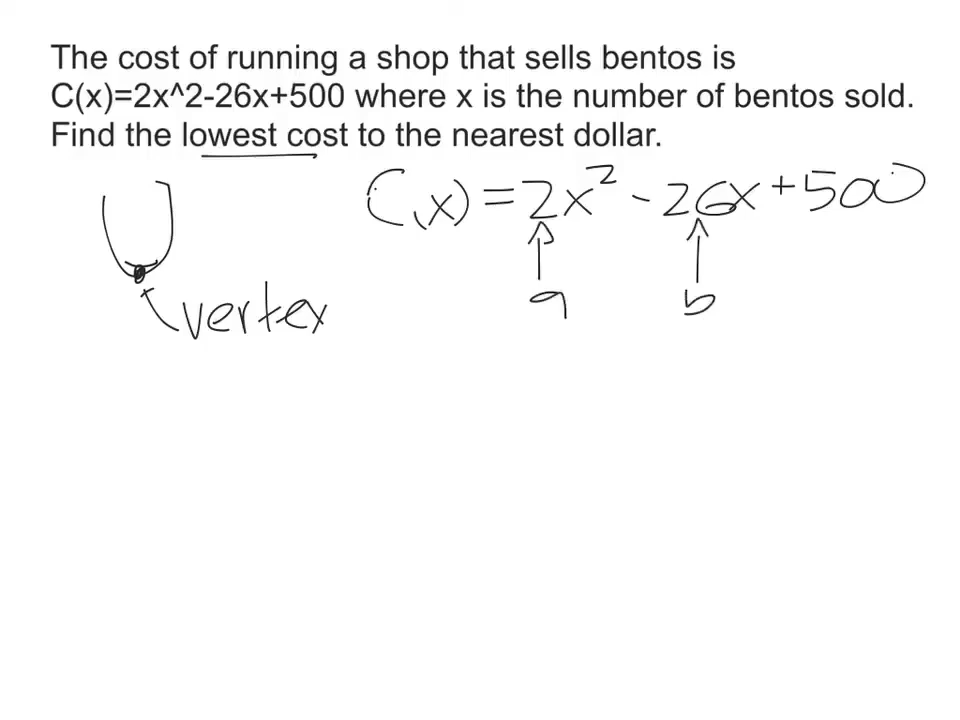 The cost of running a shop that sells bentos is
C(x)=2x^2-26x+500 where x is the number of bentos sold.
Find the lowest cost to the nearest dollar.
C(x) = 2x² - 26x + 500
a b
vertex